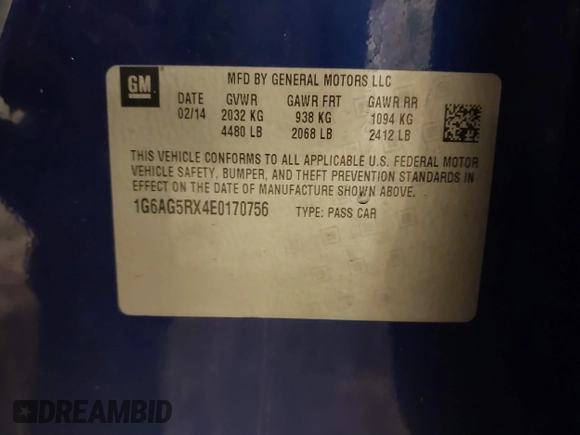 GM
MFD BY GENERAL MOTORS LLC
DATE GVWR GAWR FRT GAWR RR
02/14 2032 KG 938 KG 1094 KG
4480 LB 2068 LB 2412 LB
THIS VEHICLE CONFORMS TO ALL APPLICABLE U.S. FEDERAL MOTOR
VEHICLE SAFETY, BUMPER, AND THEFT PREVENTION STANDARDS IN
EFFECT ON THE DATE OF MANUFACTURE SHOWN ABOVE.
1G6AG5RX4E0170756 TYPE: PASS CAR
DREAMBID